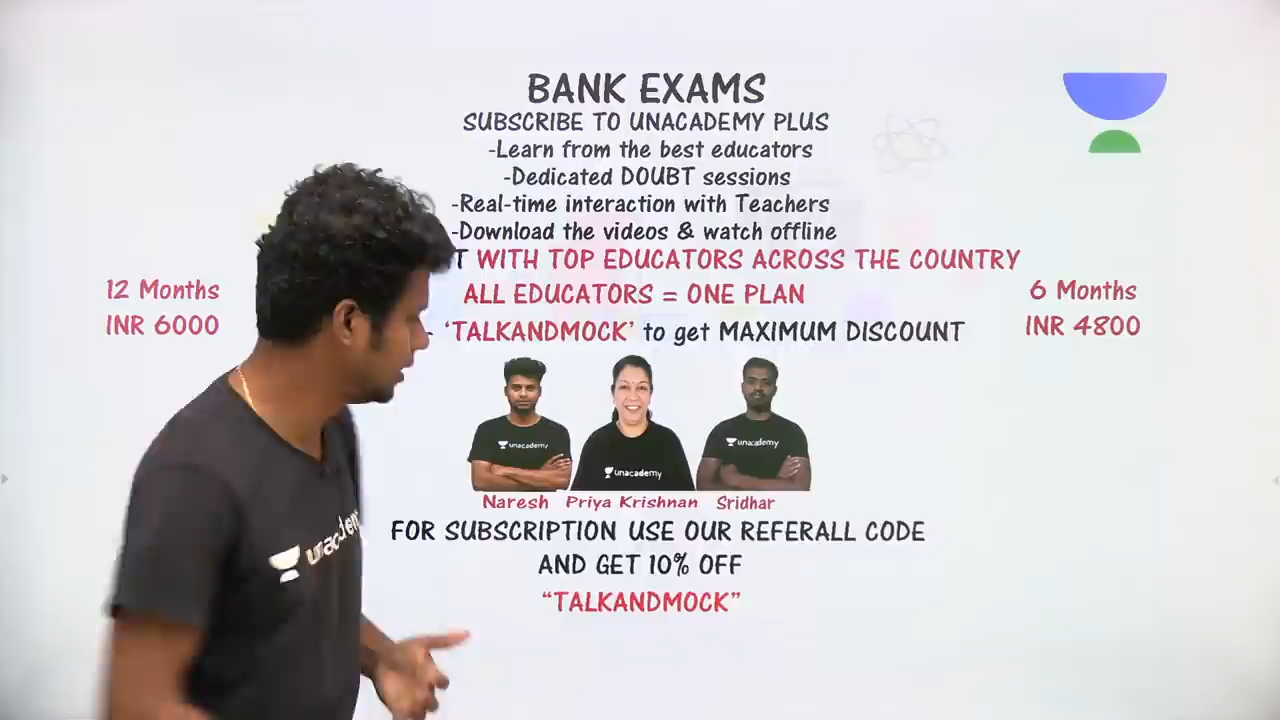 BANK EXAMS
SUBSCRIBE TO UNACADEMY PLUS
-Learn from the best educators
-Dedicated DOUBT sessions
-Real-time interaction with Teachers
-Download the videos & watch offline
T WITH TOP EDUCATORS ACROSS THE COUNTRY
12 Months
INR 6000
ALL EDUCATORS = ONE PLAN
6 Months
INR 4800
- ‘TALKANDMOCK’ to get MAXIMUM DISCOUNT
unacademy
unacademy
unacademy
Naresh Priya Krishnan Sridhar
FOR SUBSCRIPTION USE OUR REFERALL CODE
AND GET 10% OFF
“TALKANDMOCK”
unacadem